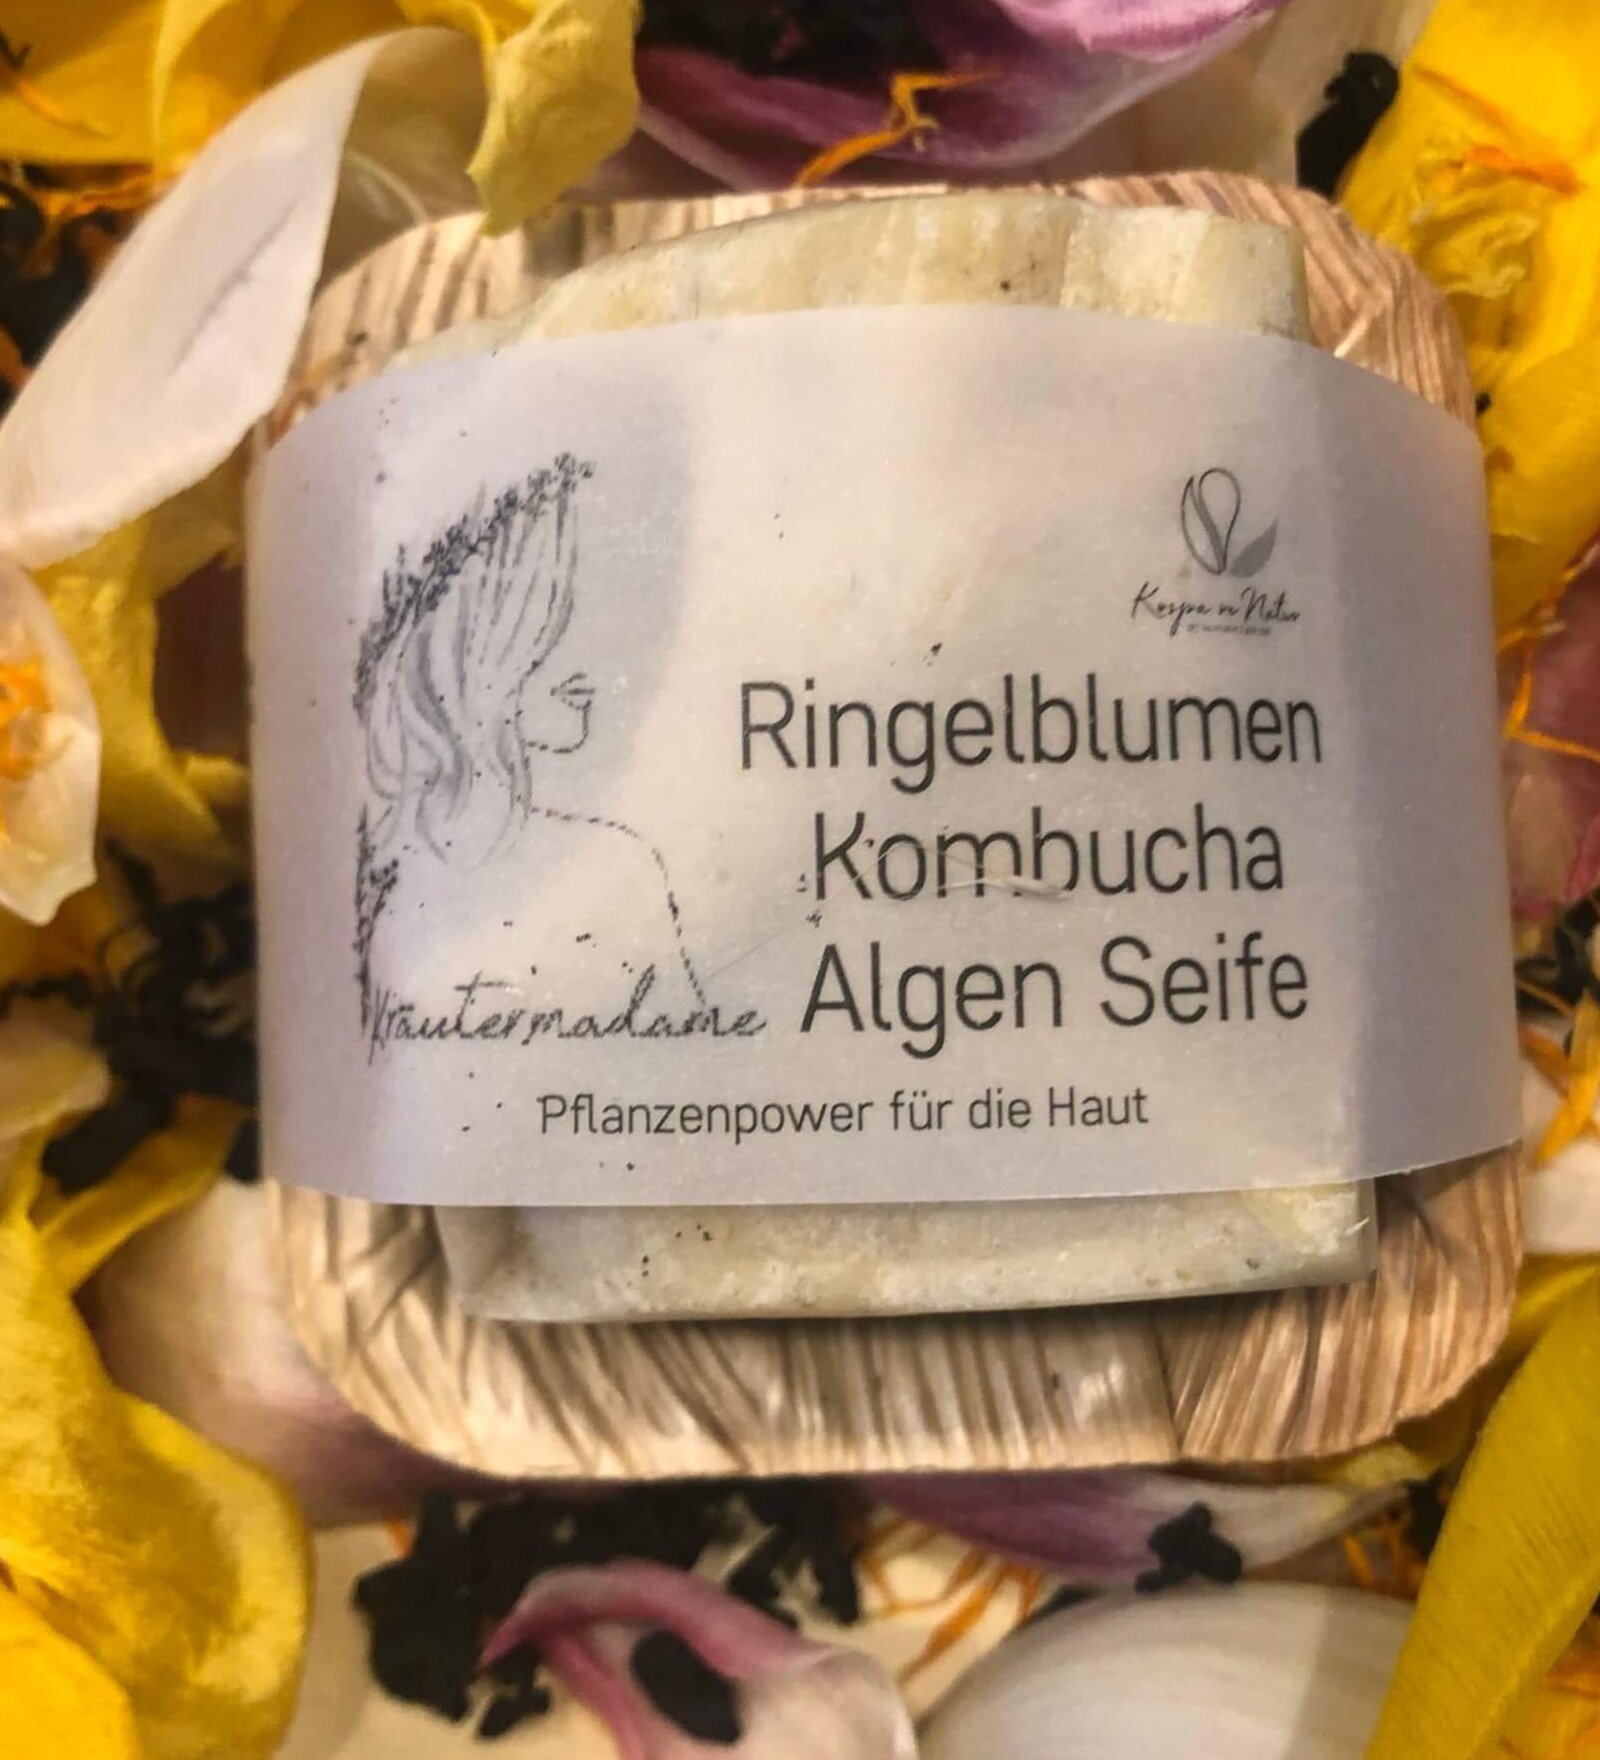 Ringelblumen
Kombucha
Algen Seife
Kräutermadame
Pflanzenpower für die Haut